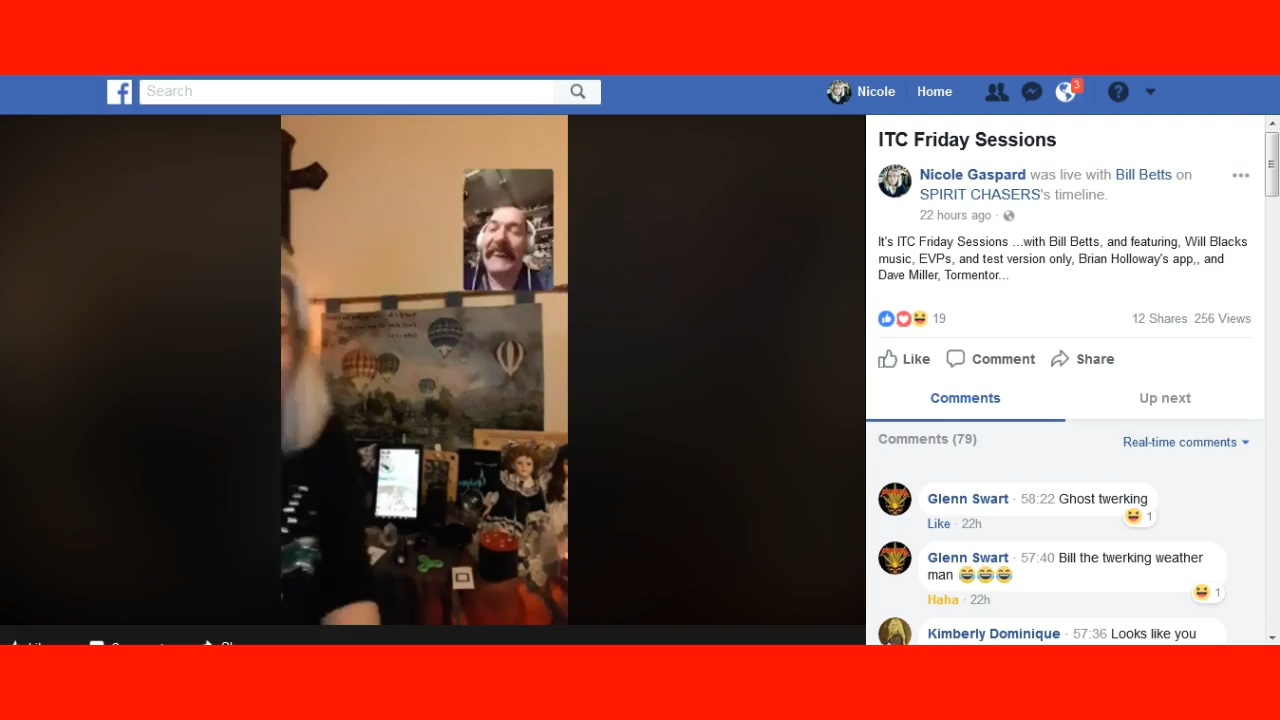 f
Search
Nicole
Home
3
?
ITC Friday Sessions
•••
Nicole Gaspard was live with Bill Betts on
SPIRIT CHASERS's timeline.
22 hours ago ·
It's ITC Friday Sessions ...with Bill Betts, and featuring, Will Blacks
music, EVPs, and test version only, Brian Holloway's app,, and
Dave Miller, Tormentor...
19
12 Shares 256 Views
Like
Comment
Share
Comments
Up next
Comments (79)
Real-time comments
Glenn Swart · 58:22 Ghost twerking
1
Like · 22h
Glenn Swart · 57:40 Bill the twerking weather
man 😂😂😂
1
Haha · 22h
Kimberly Dominique · 57:36 Looks like you